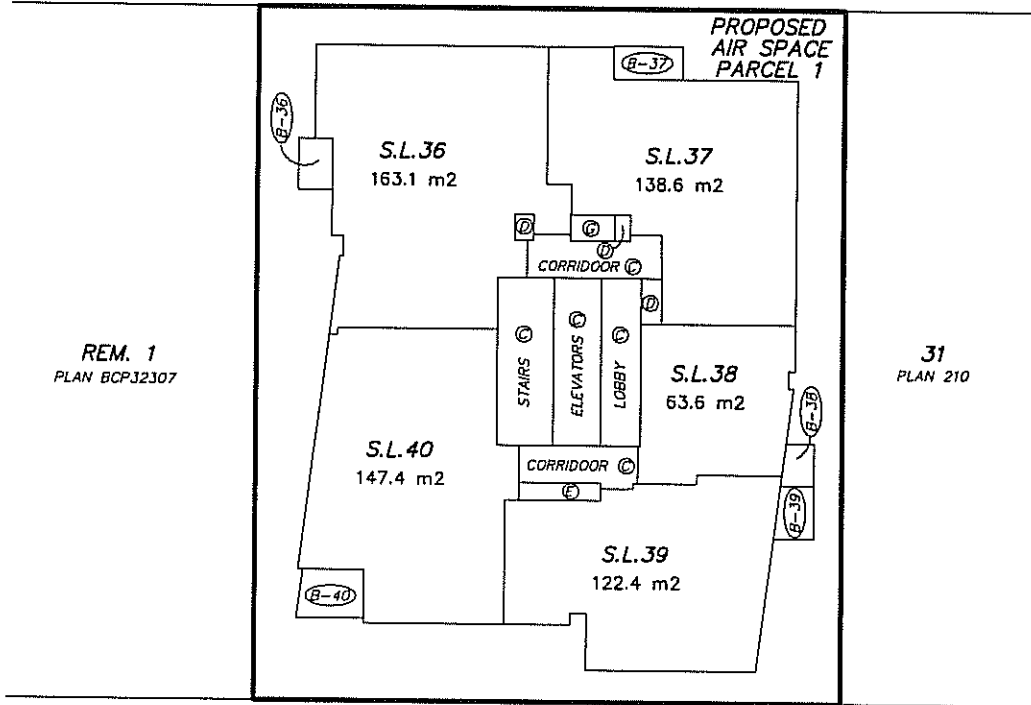 PROPOSED
AIR SPACE
PARCEL 1
B-37
B-36
S.L.36
163.1 m2
S.L.37
138.6 m2
D
G
D
CORRIDOOR C
D
STAIRS C
ELEVATORS C
LOBBY C
REM. 1
PLAN BCP32307
31
PLAN 210
S.L.38
63.6 m2
B-38
S.L.40
147.4 m2
CORRIDOOR C
E
B-39
S.L.39
122.4 m2
B-40